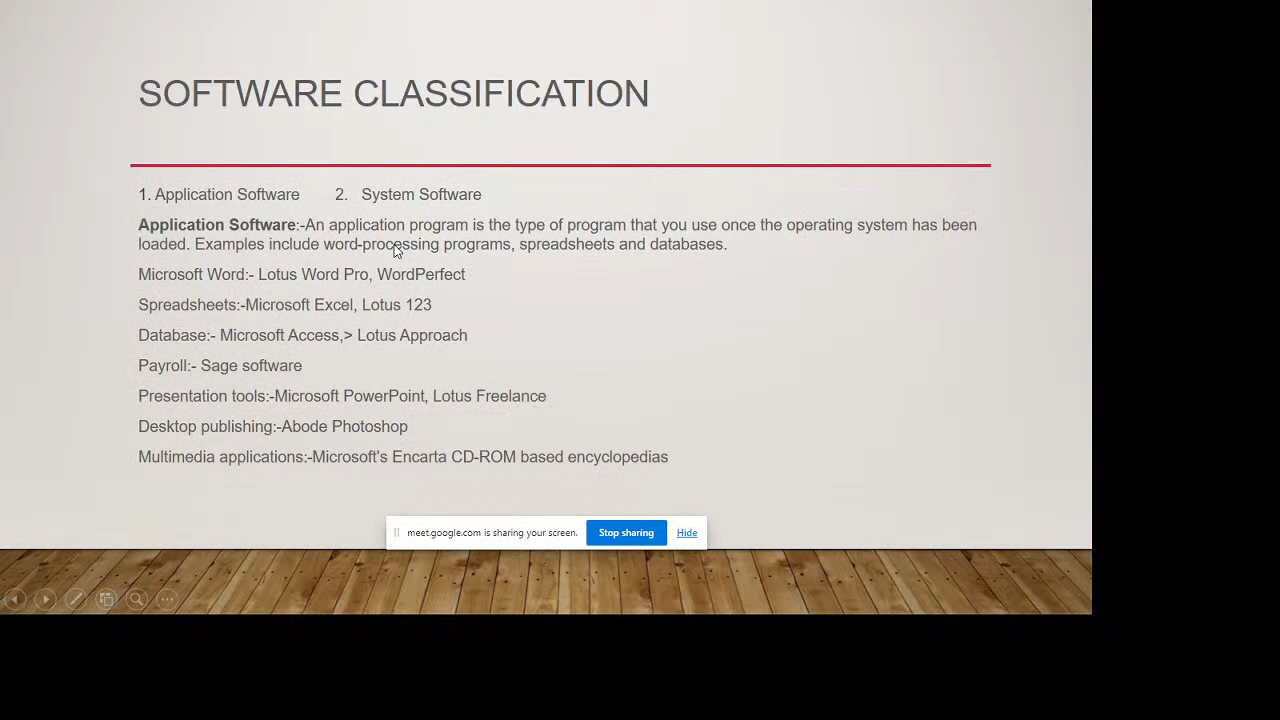 SOFTWARE CLASSIFICATION
1. Application Software 2. System Software
Application Software:-An application program is the type of program that you use once the operating system has been
loaded. Examples include word-processing programs, spreadsheets and databases.
Microsoft Word:- Lotus Word Pro, WordPerfect
Spreadsheets:-Microsoft Excel, Lotus 123
Database:- Microsoft Access,> Lotus Approach
Payroll:- Sage software
Presentation tools:-Microsoft PowerPoint, Lotus Freelance
Desktop publishing:-Abode Photoshop
Multimedia applications:-Microsoft's Encarta CD-ROM based encyclopedias
meet.google.com is sharing your screen. Stop sharing Hide